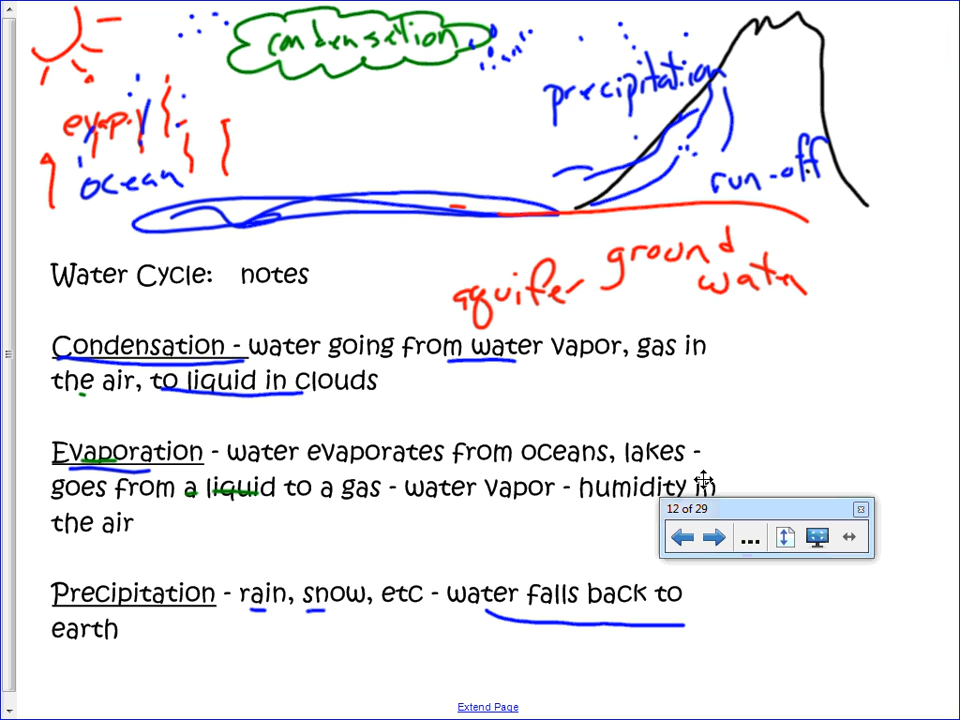 condensation
precipitation
evap.
ocean
run-off
ground
water
aquifer
Water Cycle: notes
Condensation - water going from water vapor, gas in
the air, to liquid in clouds
Evaporation - water evaporates from oceans, lakes -
goes from a liquid to a gas - water vapor - humidity in
the air
12 of 29
Precipitation - rain, snow, etc - water falls back to
earth
Extend Page